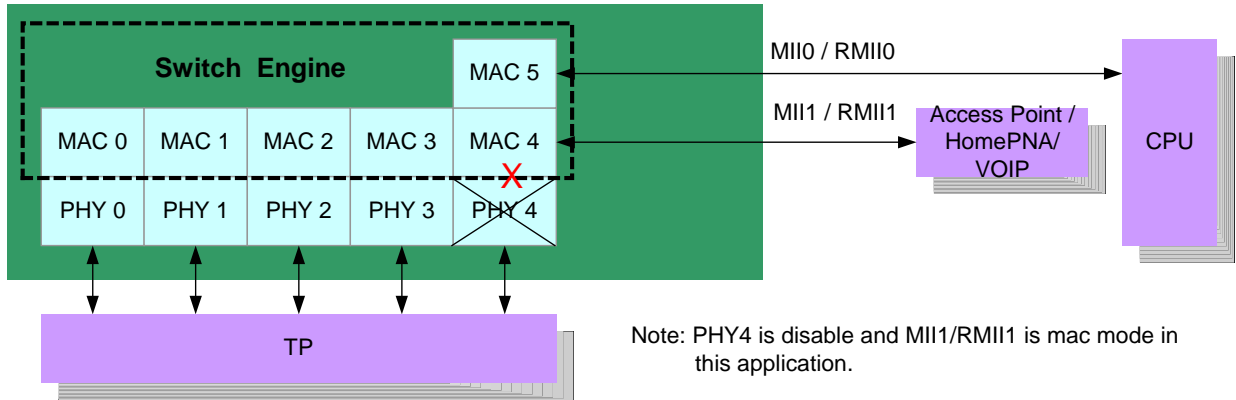 MII0 / RMII0
Switch Engine
MAC 5
MII1 / RMII1
MAC 0
MAC 1
MAC 2
MAC 3
MAC 4
Access Point /
HomePNA/
VOIP
CPU
X
PHY 0
PHY 1
PHY 2
PHY 3
PHY 4
TP
Note: PHY4 is disable and MII1/RMII1 is mac mode in
this application.